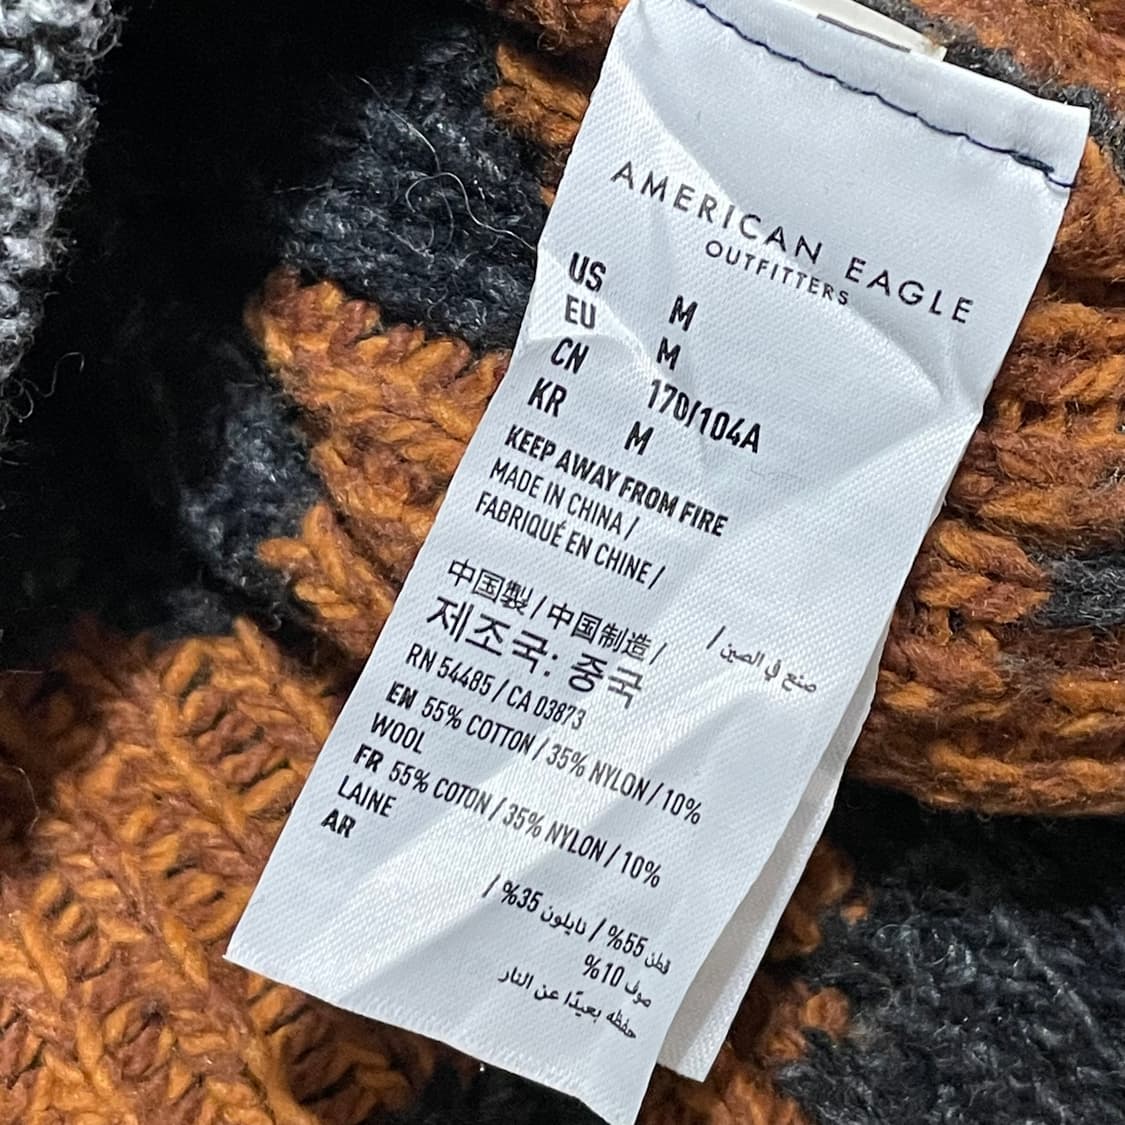 AMERICAN EAGLE
OUTFITTERS
US M
EU M
CN 170/104A
KR M
KEEP AWAY FROM FIRE
MADE IN CHINA /
FABRIQUÉ EN CHINE /
صنع في الصين /
中国製 / 中国制造 /
제조국: 중국
RN 54485 / CA 03873
EN 55% COTTON / 35% NYLON / 10%
WOOL
FR 55% COTON / 35% NYLON / 10%
LAINE
AR
قطن 55% / نايلون 35% /
صوف 10%
حفظه بعيدًا عن النار